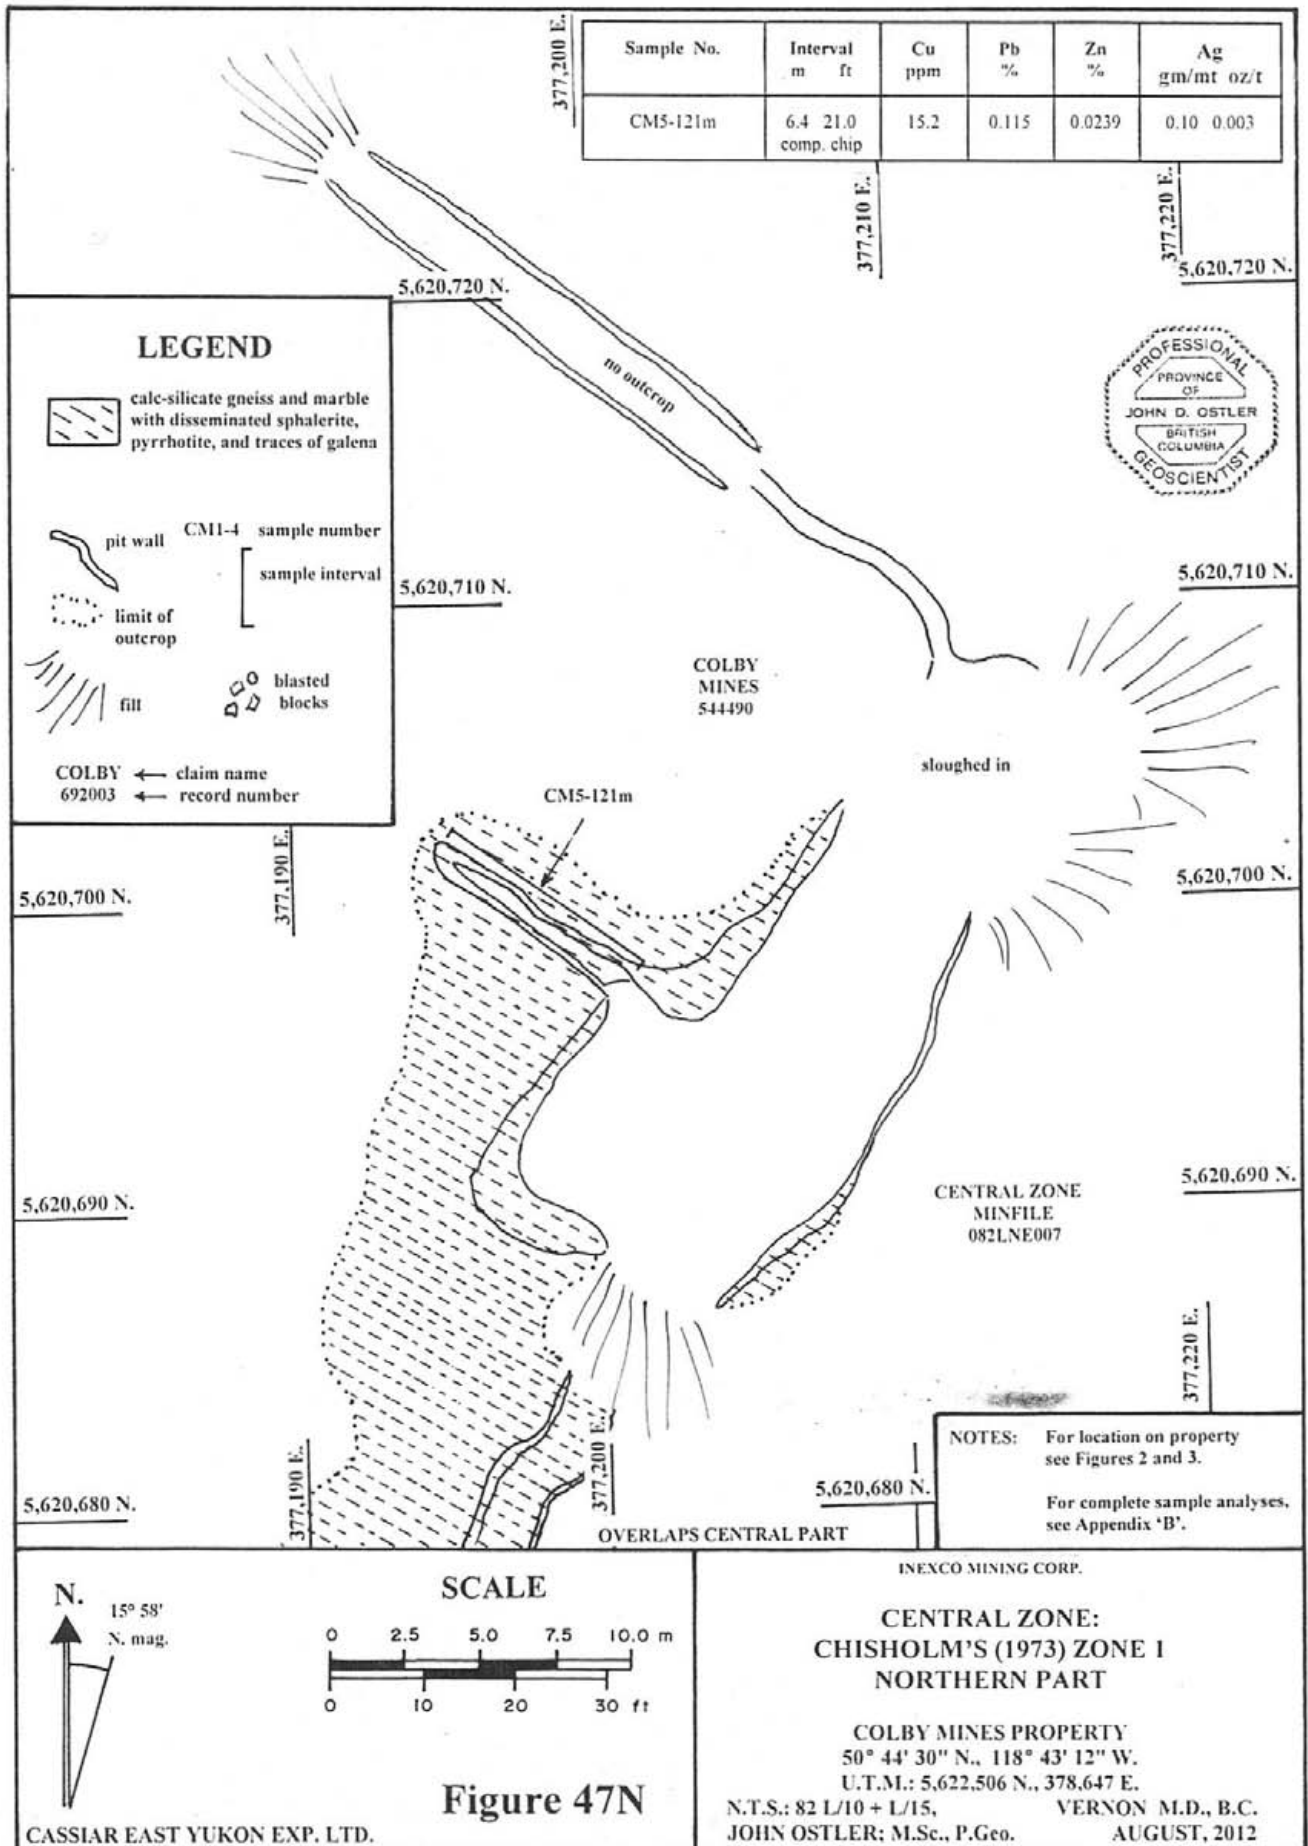 377,200 E.
Sample No. Interval Cu Pb Zn Ag
m ft ppm % % gm/mt oz/t
CM5-121m 6.4 21.0 15.2 0.115 0.0239 0.10 0.003
comp. chip
377,210 E.
377,220 E.
5,620,720 N.
5,620,720 N.
LEGEND
calc-silicate gneiss and marble
with disseminated sphalerite,
pyrrhotite, and traces of galena
pit wall
CM1-4 sample number
sample interval
limit of
outcrop
fill
blasted
blocks
COLBY claim name
692003 record number
no outcrop
PROFESSIONAL
PROVINCE
OF
JOHN D. OSTLER
BRITISH
COLUMBIA
GEOSCIENTIST
5,620,710 N.
5,620,710 N.
COLBY
MINES
544490
sloughed in
CM5-121m
377,190 E.
5,620,700 N.
5,620,700 N.
5,620,690 N.
5,620,690 N.
CENTRAL ZONE
MINFILE
082LNE007
377,220 E.
377,190 E.
377,200 E.
5,620,680 N.
5,620,680 N.
OVERLAPS CENTRAL PART
NOTES: For location on property
see Figures 2 and 3.
For complete sample analyses,
see Appendix ‘B’.
N.
15° 58'
N. mag.
SCALE
0 2.5 5.0 7.5 10.0 m
0 10 20 30 ft
Figure 47N
CASSIAR EAST YUKON EXP. LTD.
INEXCO MINING CORP.
CENTRAL ZONE:
CHISHOLM'S (1973) ZONE 1
NORTHERN PART
COLBY MINES PROPERTY
50° 44' 30" N., 118° 43' 12" W.
U.T.M.: 5,622,506 N., 378,647 E.
N.T.S.: 82 L/10 + L/15, VERNON M.D., B.C.
JOHN OSTLER; M.Sc., P.Geo. AUGUST, 2012